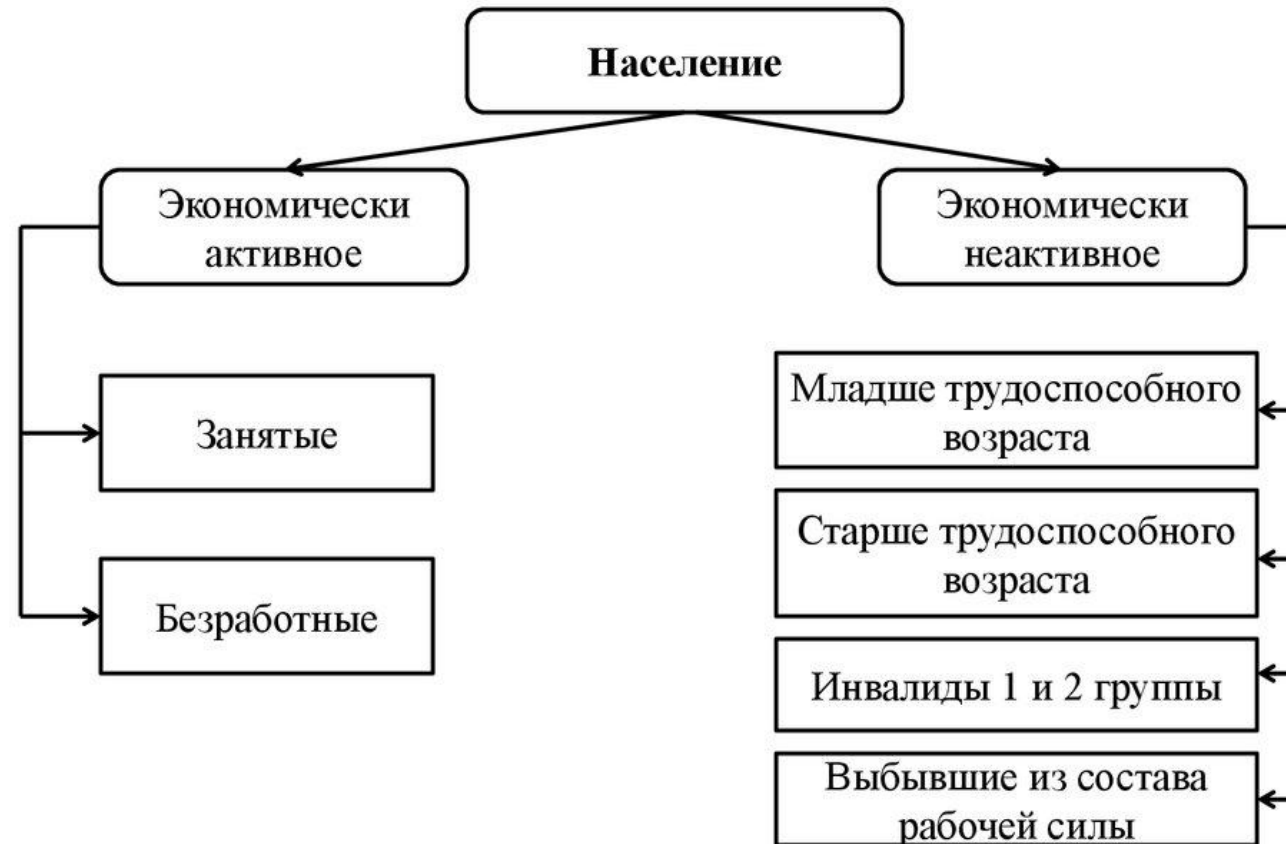 Население
Экономически
активное
Экономически
неактивное
Занятые
Безработные
Младше трудоспособного
возраста
Старше трудоспособного
возраста
Инвалиды 1 и 2 группы
Выбывшие из состава
рабочей силы